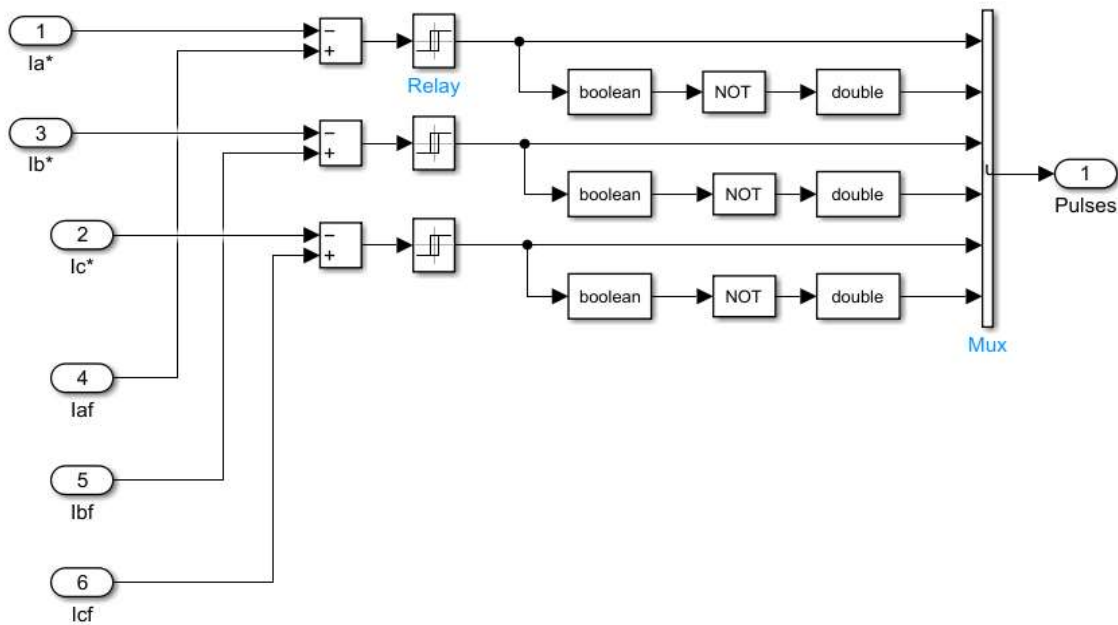 1
Ia*
−
+
Relay
boolean
NOT
double
3
Ib*
−
+
boolean
NOT
double
1
Pulses
2
Ic*
−
+
boolean
NOT
double
Mux
4
Iaf
5
Ibf
6
Icf